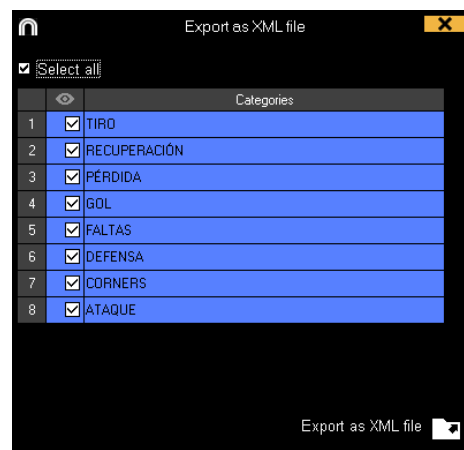 Export as XML file
Select all
Categories
1 TIRO
2 RECUPERACIÓN
3 PÉRDIDA
4 GOL
5 FALTAS
6 DEFENSA
7 CORNERS
8 ATAQUE
Export as XML file